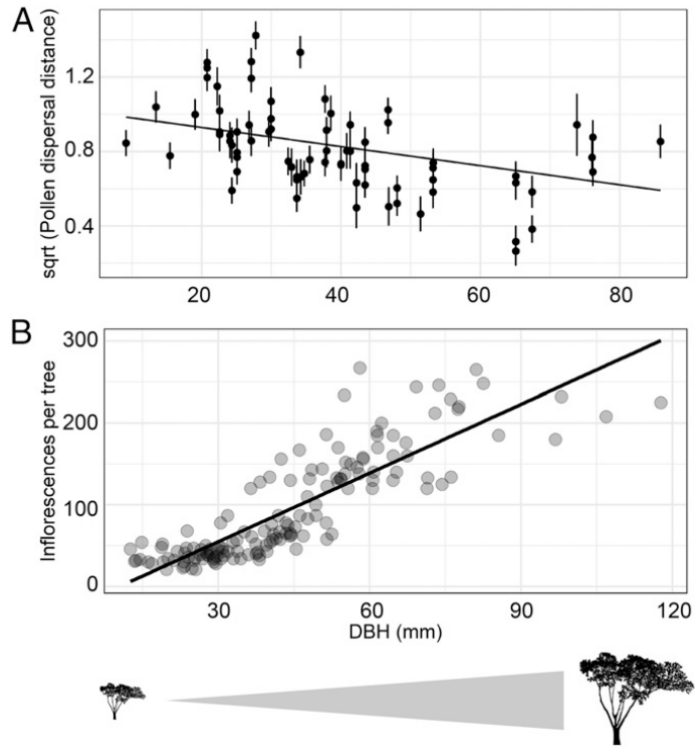 A
sqrt (Pollen dispersal distance)
1.2
0.8
0.4
20 40 60 80
B
Inflorescences per tree
300
200
100
0
30 60 90 120
DBH (mm)